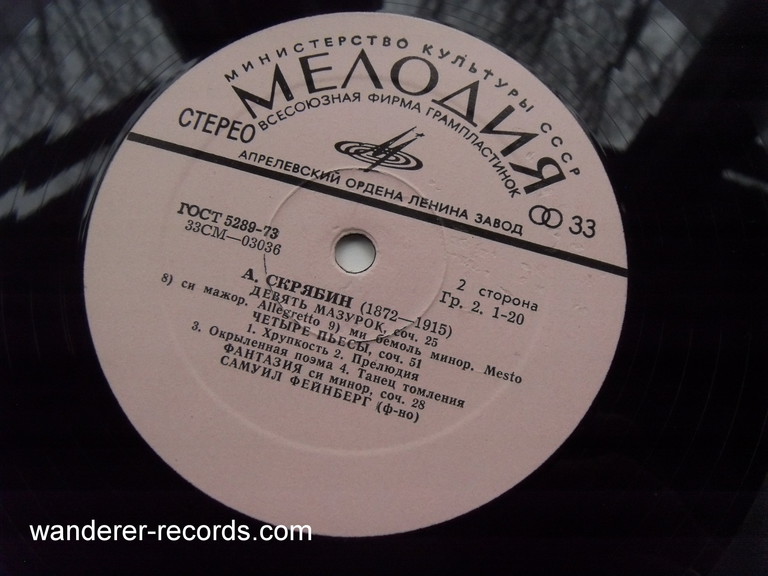 МИНИСТЕРСТВО КУЛЬТУРЫ СССР
МЕЛОДИЯ
ВСЕСОЮЗНАЯ ФИРМА ГРАМПЛАСТИНОК
СТЕРЕО
АПРЕЛЕВСКИЙ ОРДЕНА ЛЕНИНА ЗАВОД
33
ГОСТ 5289-73
33СМ—03036
2 сторона
Гр. 2. 1-20
А. СКРЯБИН (1872—1915)
ДЕВЯТЬ МАЗУРОК, соч. 25
8) си мажор. Allegretto 9) ми бемоль минор. Mesto
ЧЕТЫРЕ ПЬЕСЫ, соч. 51
1. Хрупкость 2. Прелюдия
3. Окрыленная поэма 4. Танец томления
ФАНТАЗИЯ си минор, соч. 28
САМУИЛ ФЕЙНБЕРГ (ф-но)
wanderer-records.com